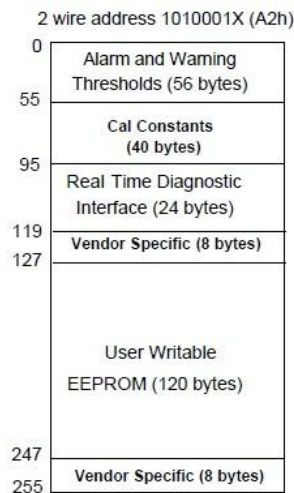 2 wire address 1010001X (A2h)
0
Alarm and Warning
Thresholds (56 bytes)
55
Cal Constants
(40 bytes)
95
Real Time Diagnostic
Interface (24 bytes)
119
Vendor Specific (8 bytes)
127
User Writable
EEPROM (120 bytes)
247
Vendor Specific (8 bytes)
255